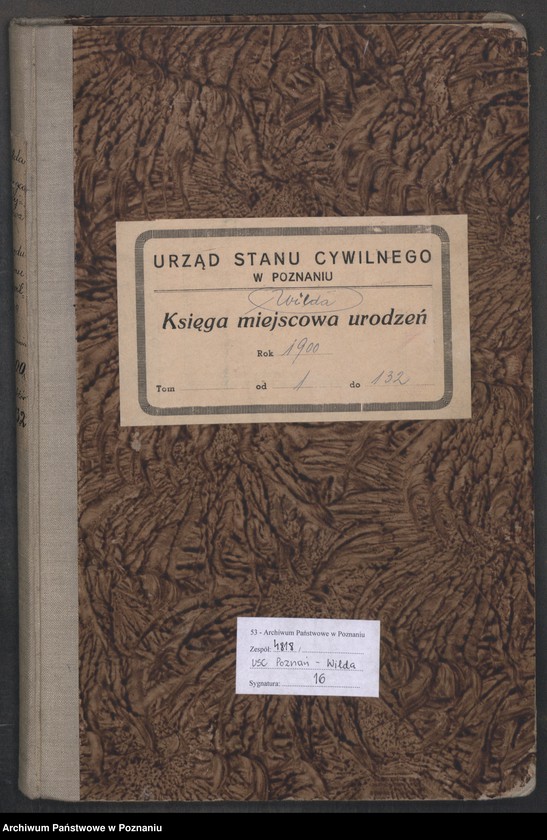 URZĄD STANU CYWILNEGO
W POZNANIU
Wilda
Księga miejscowa urodzeń
Rok 1900
Tom od 1 do 132
53 - Archiwum Państwowe w Poznaniu
Zespół: 4818 /
USC Poznań - Wilda
Sygnatura: 16
Archiwum Państwowe w Poznaniu